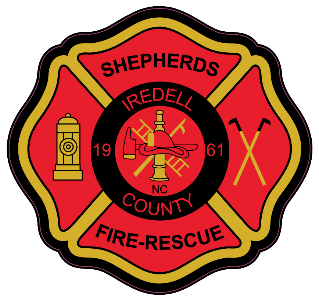 SHEPHERDS
IREDELL
19 61
NC
COUNTY
FIRE-RESCUE